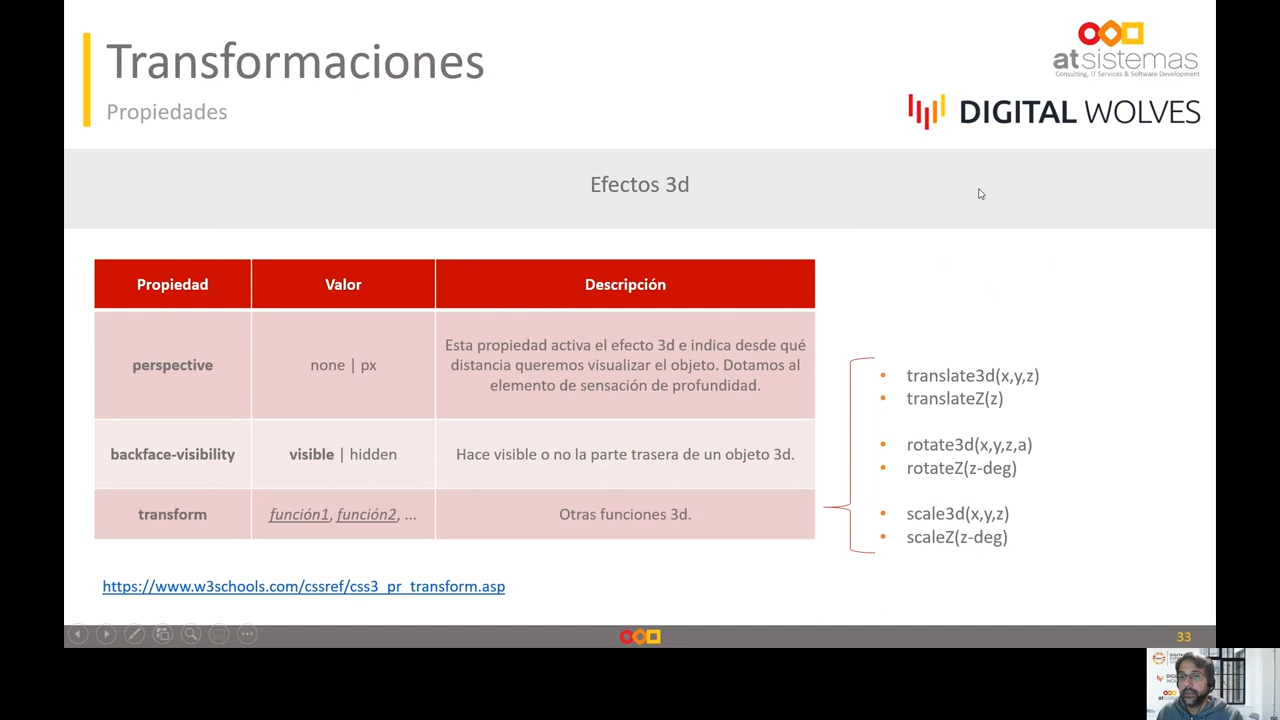 Transformaciones
Propiedades
atsistemas
Consulting, IT Services & Software Development
DIGITAL WOLVES
Efectos 3d
Propiedad
Valor
Descripción
perspective
none | px
Esta propiedad activa el efecto 3d e indica desde qué
distancia queremos visualizar el objeto. Dotamos al
elemento de sensación de profundidad.
backface-visibility
visible | hidden
Hace visible o no la parte trasera de un objeto 3d.
transform
función1, función2, ...
Otras funciones 3d.
• translate3d(x,y,z)
• translateZ(z)
• rotate3d(x,y,z,a)
• rotateZ(z-deg)
• scale3d(x,y,z)
• scaleZ(z-deg)
https://www.w3schools.com/cssref/css3_pr_transform.asp
33